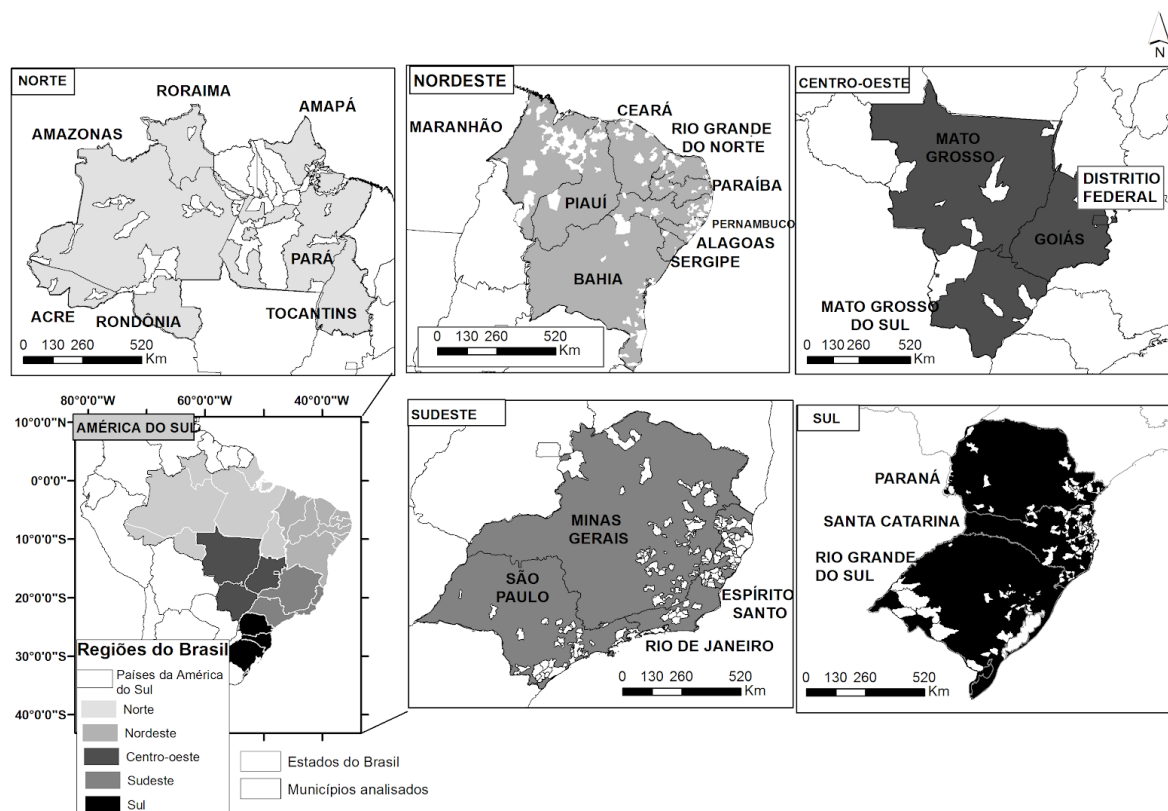 N
NORTE
RORAIMA
AMAPÁ
AMAZONAS
PARÁ
ACRE
RONDÔNIA
TOCANTINS
0 130 260 520
Km
NORDESTE
CEARÁ
MARANHÃO
RIO GRANDE
DO NORTE
PARAÍBA
PIAUÍ
PERNAMBUCO
ALAGOAS
SERGIPE
BAHIA
0 130 260 520
Km
CENTRO-OESTE
MATO
GROSSO
DISTRITIO
FEDERAL
GOIÁS
MATO GROSSO
DO SUL
0 130 260 520
Km
80°0'0"W 60°0'0"W 40°0'0"W
10°0'0"N
AMÉRICA DO SUL
0°0'0"
10°0'0"S
20°0'0"S
30°0'0"S
40°0'0"S
Regiões do Brasil
Países da América
do Sul
Norte
Nordeste
Centro-oeste
Sudeste
Sul
Estados do Brasil
Municípios analisados
SUDESTE
MINAS
GERAIS
SÃO
PAULO
ESPÍRITO
SANTO
RIO DE JANEIRO
0 130 260 520
Km
SUL
PARANÁ
SANTA CATARINA
RIO GRANDE
DO SUL
0 130 260 520
Km